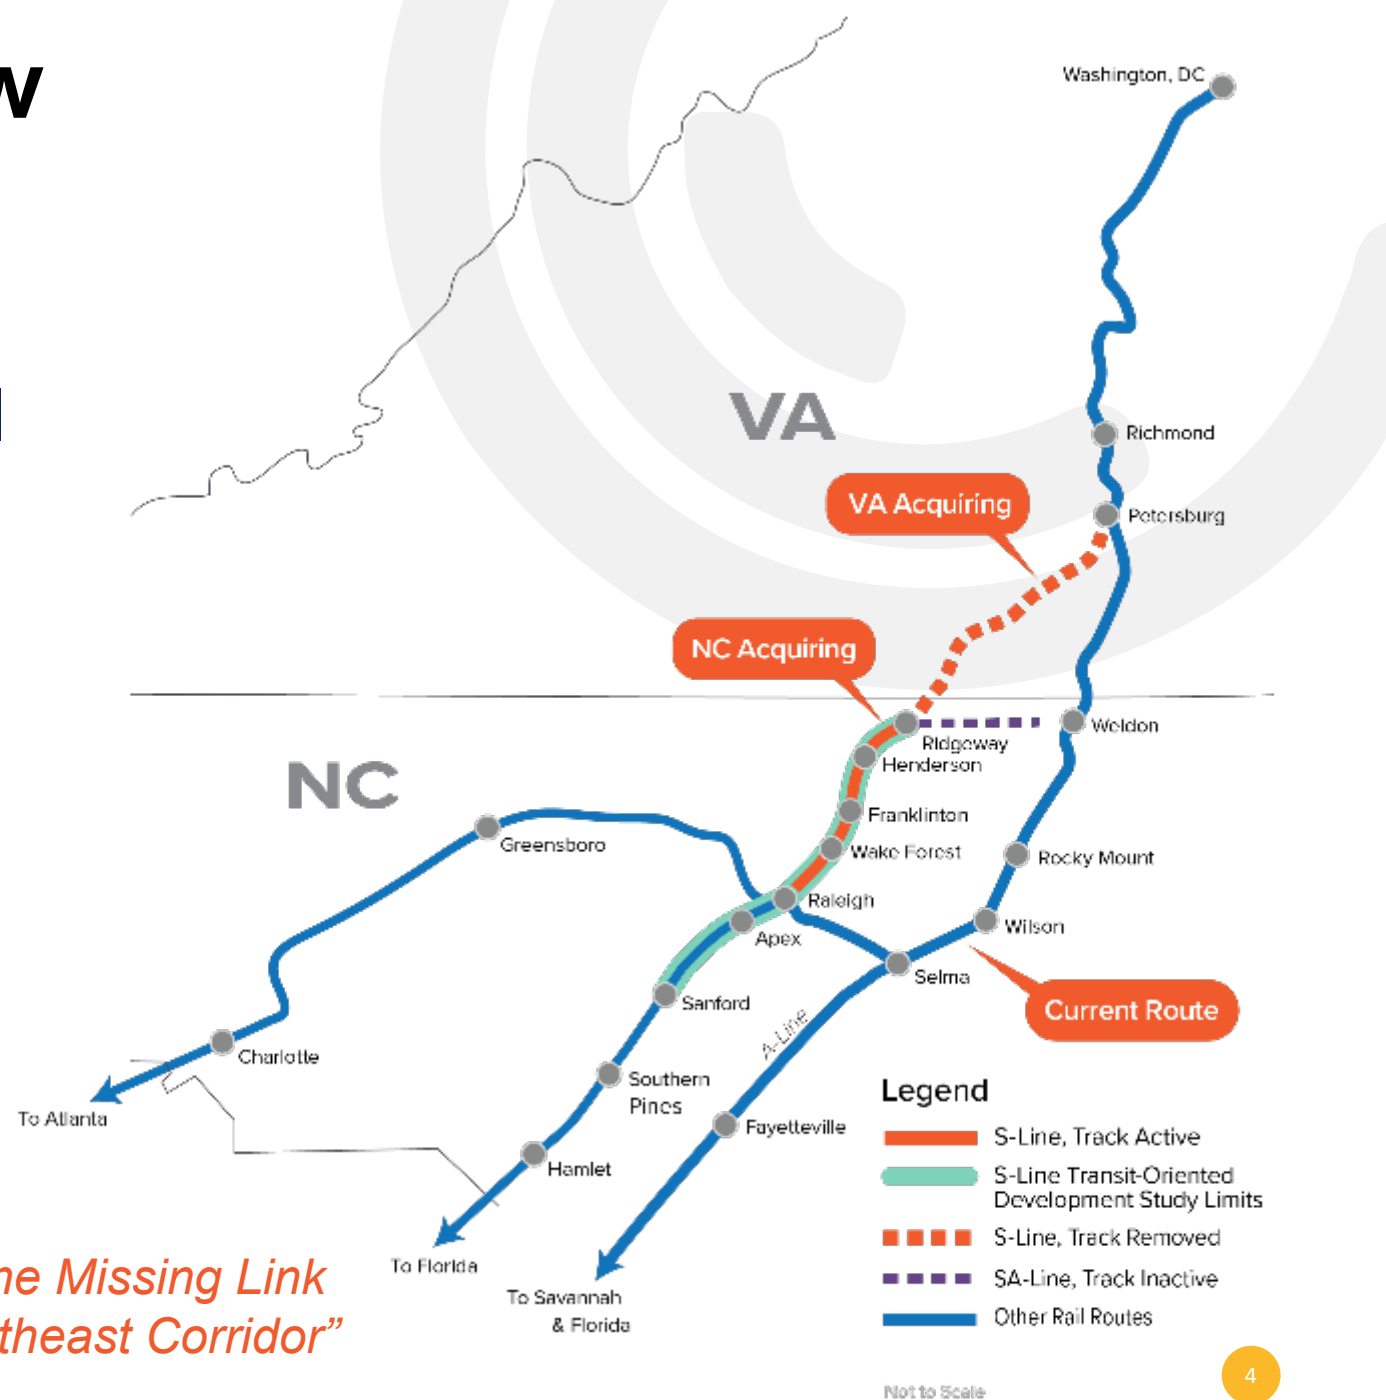 w
Washington, DC
VA
Richmond
VA Acquiring
Petersburg
NC Acquiring
Ridgeway
Weldon
Henderson
NC
Franklinton
Greensboro
Wake Forest
Rocky Mount
Raleigh
Wilson
Apex
Selma
Sanford
Current Route
A-Line
Charlotte
Southern
Pines
To Atlanta
Fayetteville
Hamlet
To Florida
To Savannah
& Florida
Legend
S-Line, Track Active
S-Line Transit-Oriented
Development Study Limits
S-Line, Track Removed
SA-Line, Track Inactive
Other Rail Routes
Not to Scale
ne Missing Link
theast Corridor”
4